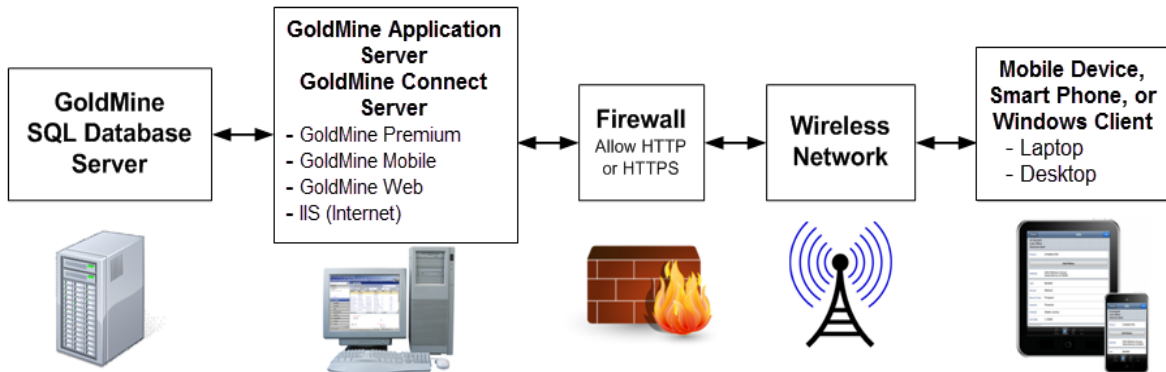 GoldMine
SQL Database
Server
GoldMine Application
Server
GoldMine Connect
Server
- GoldMine Premium
- GoldMine Mobile
- GoldMine Web
- IIS (Internet)
Firewall
Allow HTTP
or HTTPS
Wireless
Network
Mobile Device,
Smart Phone, or
Windows Client
- Laptop
- Desktop